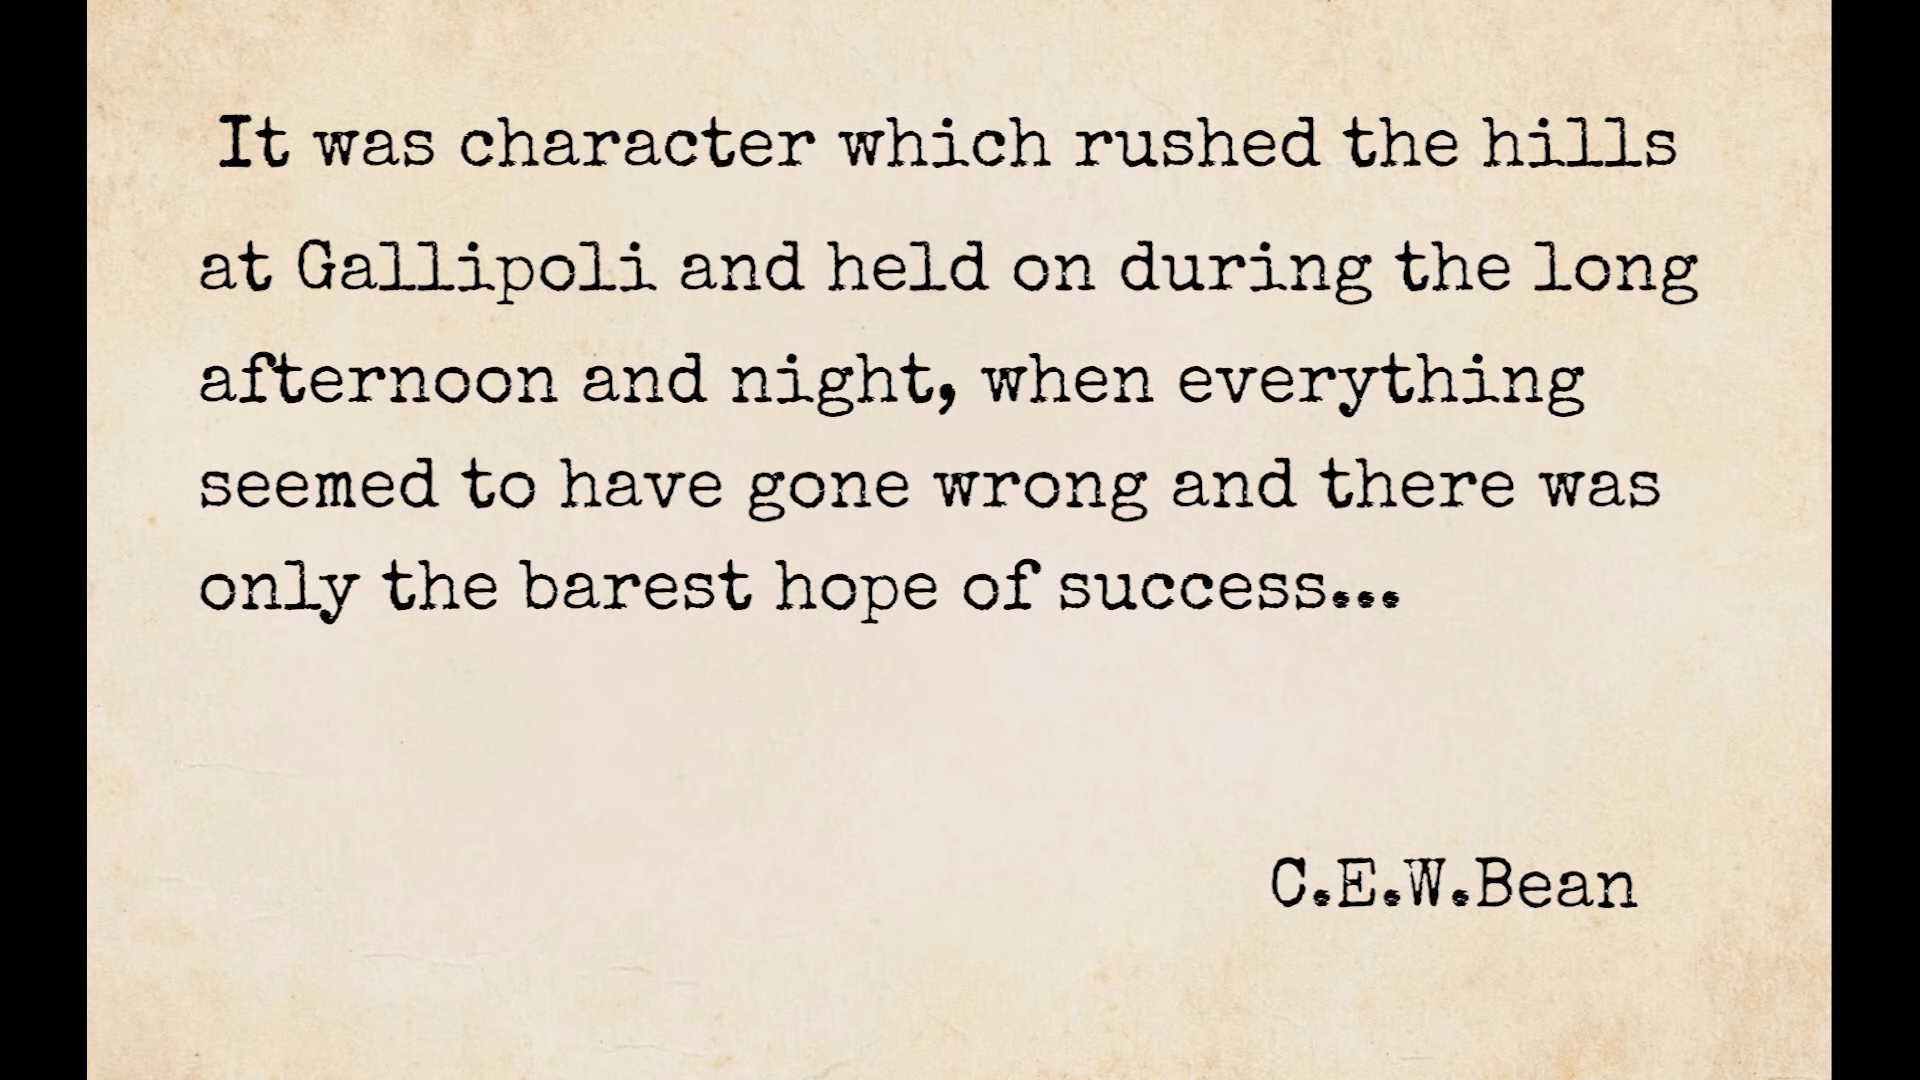 It was character which rushed the hills
at Gallipoli and held on during the long
afternoon and night, when everything
seemed to have gone wrong and there was
only the barest hope of success...
C.E.W.Bean